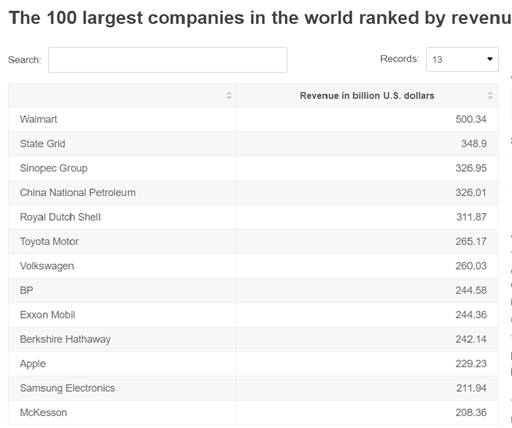 The 100 largest companies in the world ranked by revenu
Search:
Records: 13
Revenue in billion U.S. dollars
Walmart 500.34
State Grid 348.9
Sinopec Group 326.95
China National Petroleum 326.01
Royal Dutch Shell 311.87
Toyota Motor 265.17
Volkswagen 260.03
BP 244.58
Exxon Mobil 244.36
Berkshire Hathaway 242.14
Apple 229.23
Samsung Electronics 211.94
McKesson 208.36